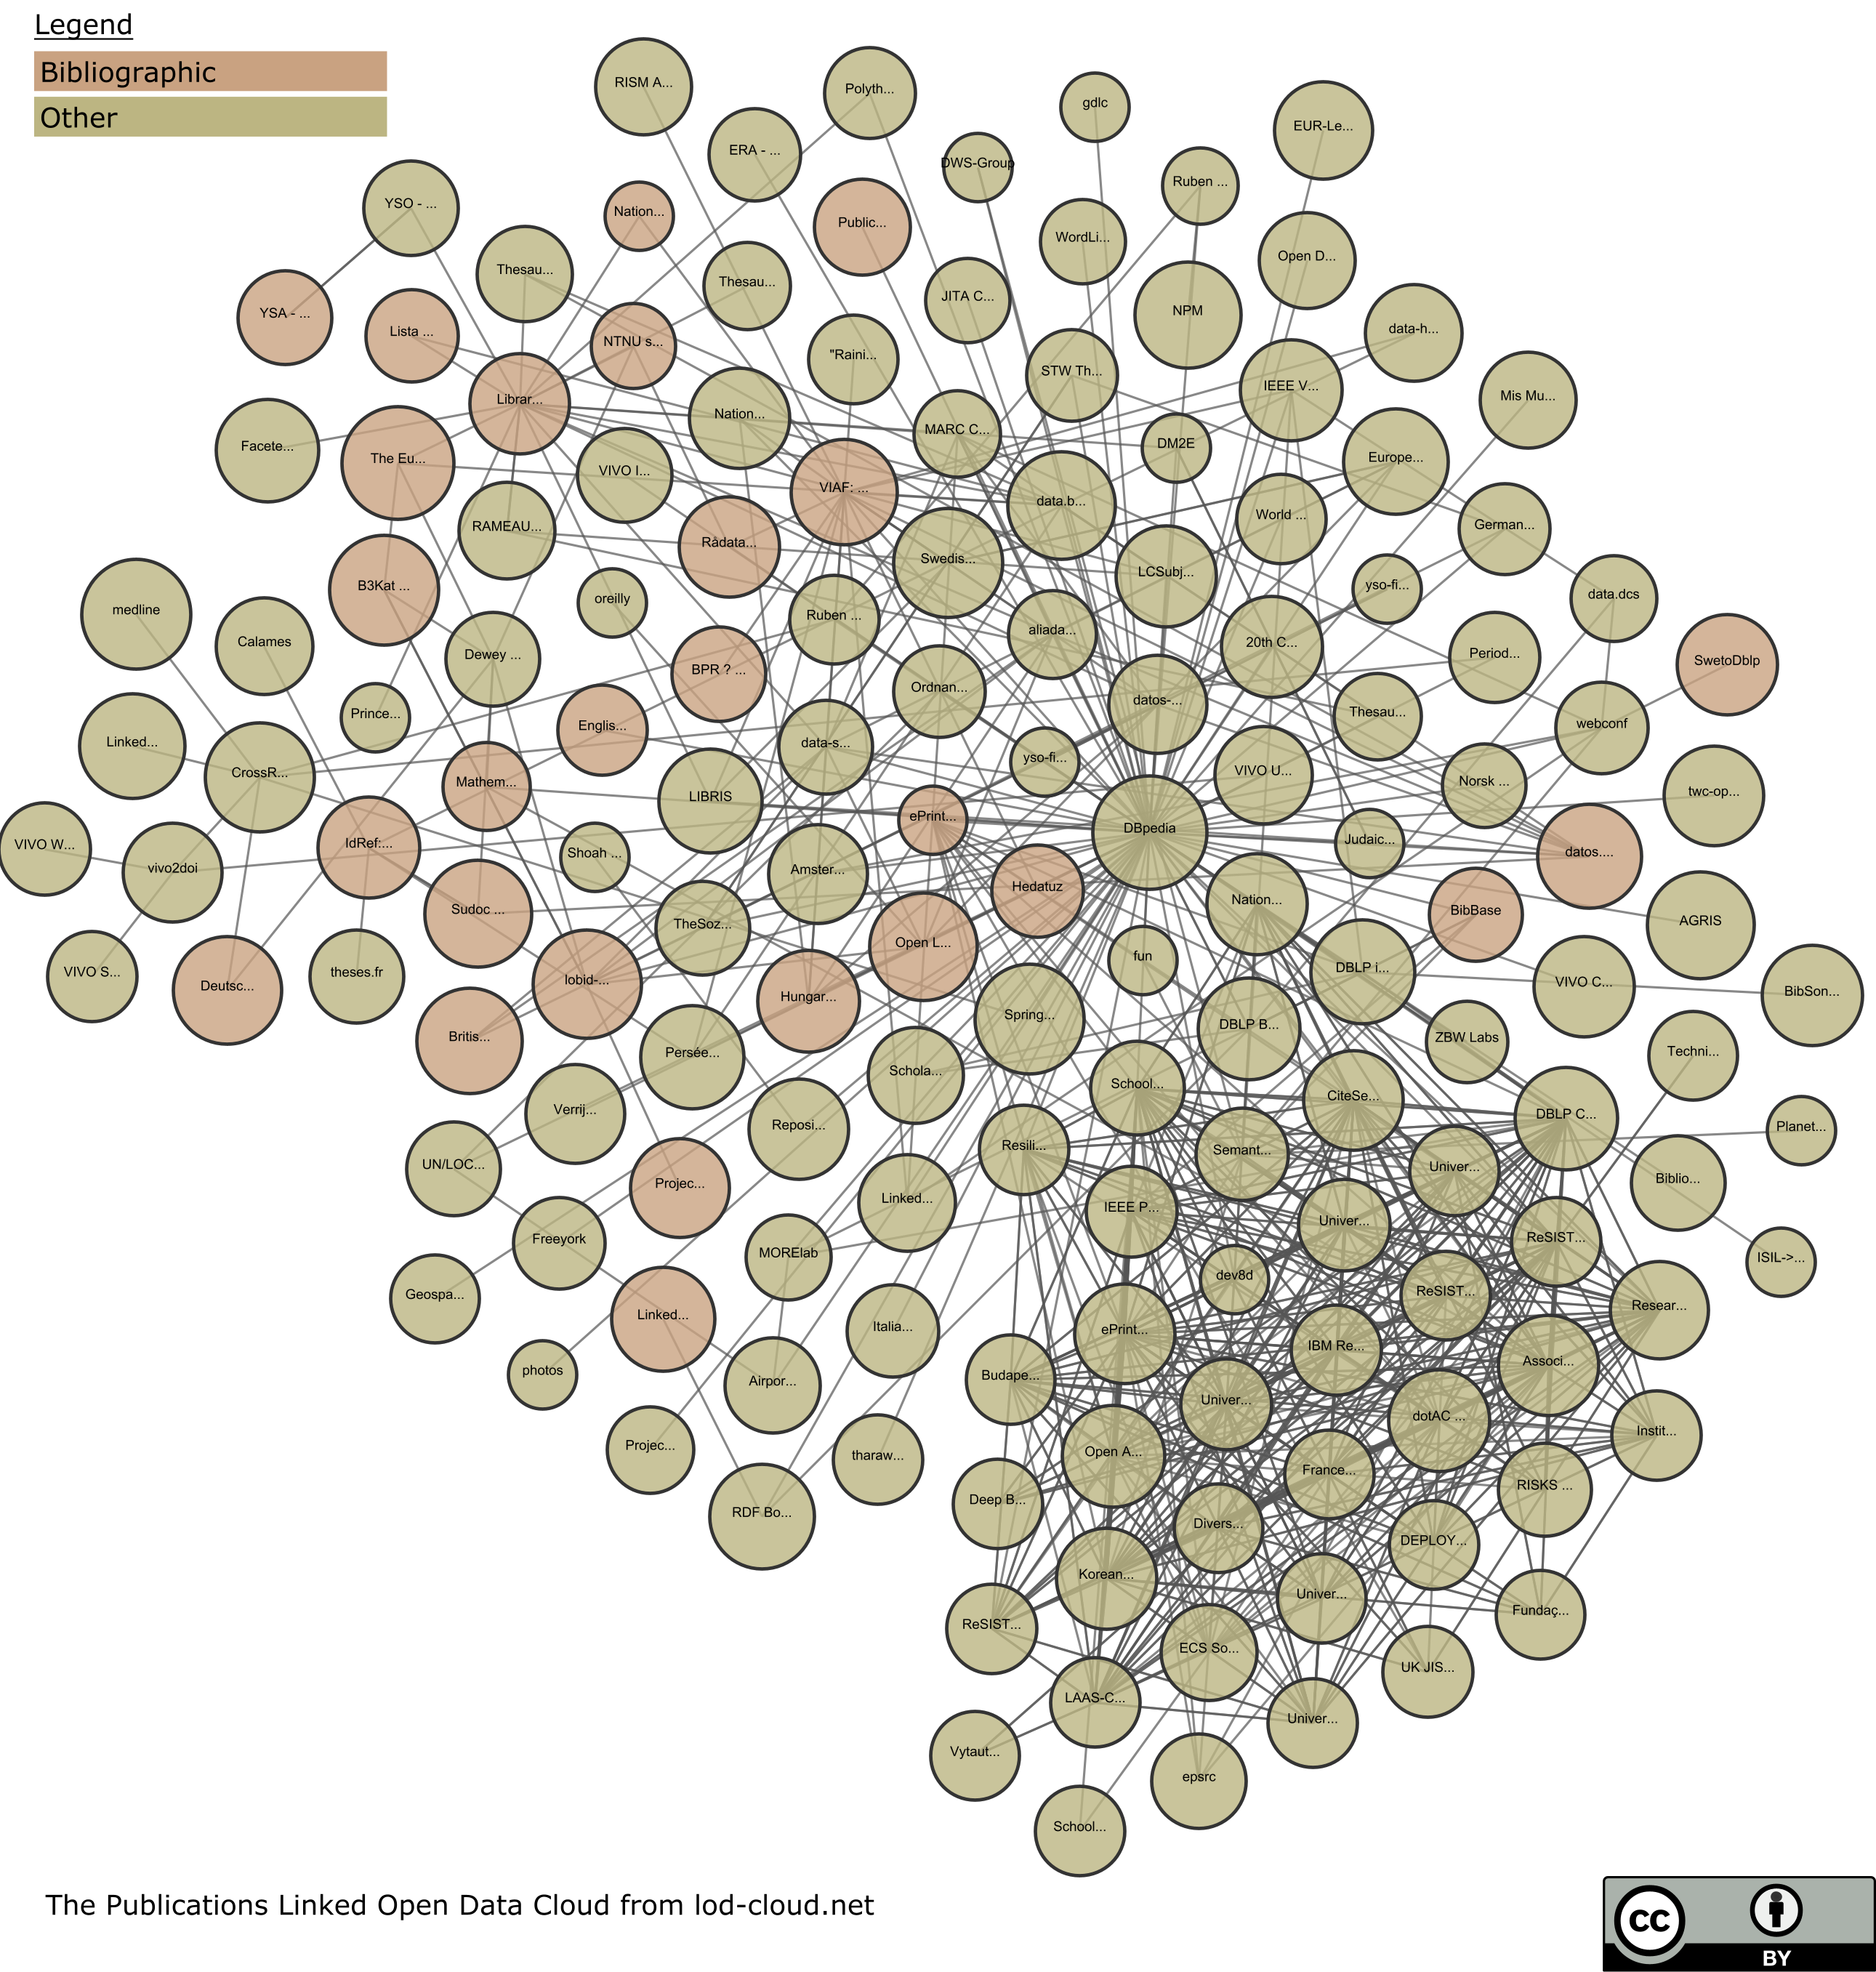 Legend
Bibliographic
Other
RISM A...
Polyth...
gdlc
EUR-Le...
ERA - ...
DWS-Group
Ruben ...
YSO - ...
Nation...
Public...
WordLi...
Open D...
Thesau...
Thesau...
JITA C...
NPM
YSA - ...
Lista ...
NTNU s...
"Raini...
STW Th...
data-h...
IEEE V...
Mis Mu...
Librar...
Nation...
MARC C...
DM2E
Facete...
The Eu...
VIVO I...
VIAF: ...
data.b...
Europe...
RAMEAU...
Rådata...
Swedis...
LCSubj...
World ...
German...
medline
B3Kat ...
oreilly
Ruben ...
aliada...
20th C...
yso-fi...
data.dcs
Calames
Dewey ...
BPR ? ...
Ordnan...
datos-...
Period...
SwetoDblp
Linked...
Prince...
Englis...
data-s...
yso-fi...
Thesau...
webconf
CrossR...
Mathem...
LIBRIS
ePrint...
DBpedia
VIVO U...
Norsk ...
twc-op...
VIVO W...
vivo2doi
IdRef:...
Shoah ...
Amster...
Judaic...
datos....
Sudoc ...
TheSoz...
Hedatuz
Nation...
BibBase
AGRIS
VIVO S...
Deutsc...
theses.fr
lobid-...
Hungar...
Open L...
fun
DBLP i...
VIVO C...
BibSon...
Britis...
Persée...
Spring...
DBLP B...
ZBW Labs
Techni...
Verrij...
Schola...
School...
CiteSe...
DBLP C...
Planet...
UN/LOC...
Projec...
Reposi...
Linked...
Resili...
Semant...
Univer...
Biblio...
Freeyork
MORElab
IEEE P...
Univer...
ReSIST...
ISIL->...
Geospa...
Linked...
Italia...
dev8d
ReSIST...
Resear...
photos
Airpor...
Budape...
ePrint...
IBM Re...
Associ...
Projec...
tharaw...
Open A...
Univer...
dotAC ...
Instit...
RDF Bo...
Deep B...
Divers...
France...
RISKS ...
DEPLOY...
ReSIST...
Korean...
Univer...
Fundaç...
LAAS-C...
ECS So...
Univer...
UK JIS...
Vytaut...
epsrc
School...
The Publications Linked Open Data Cloud from lod-cloud.net
cc
BY